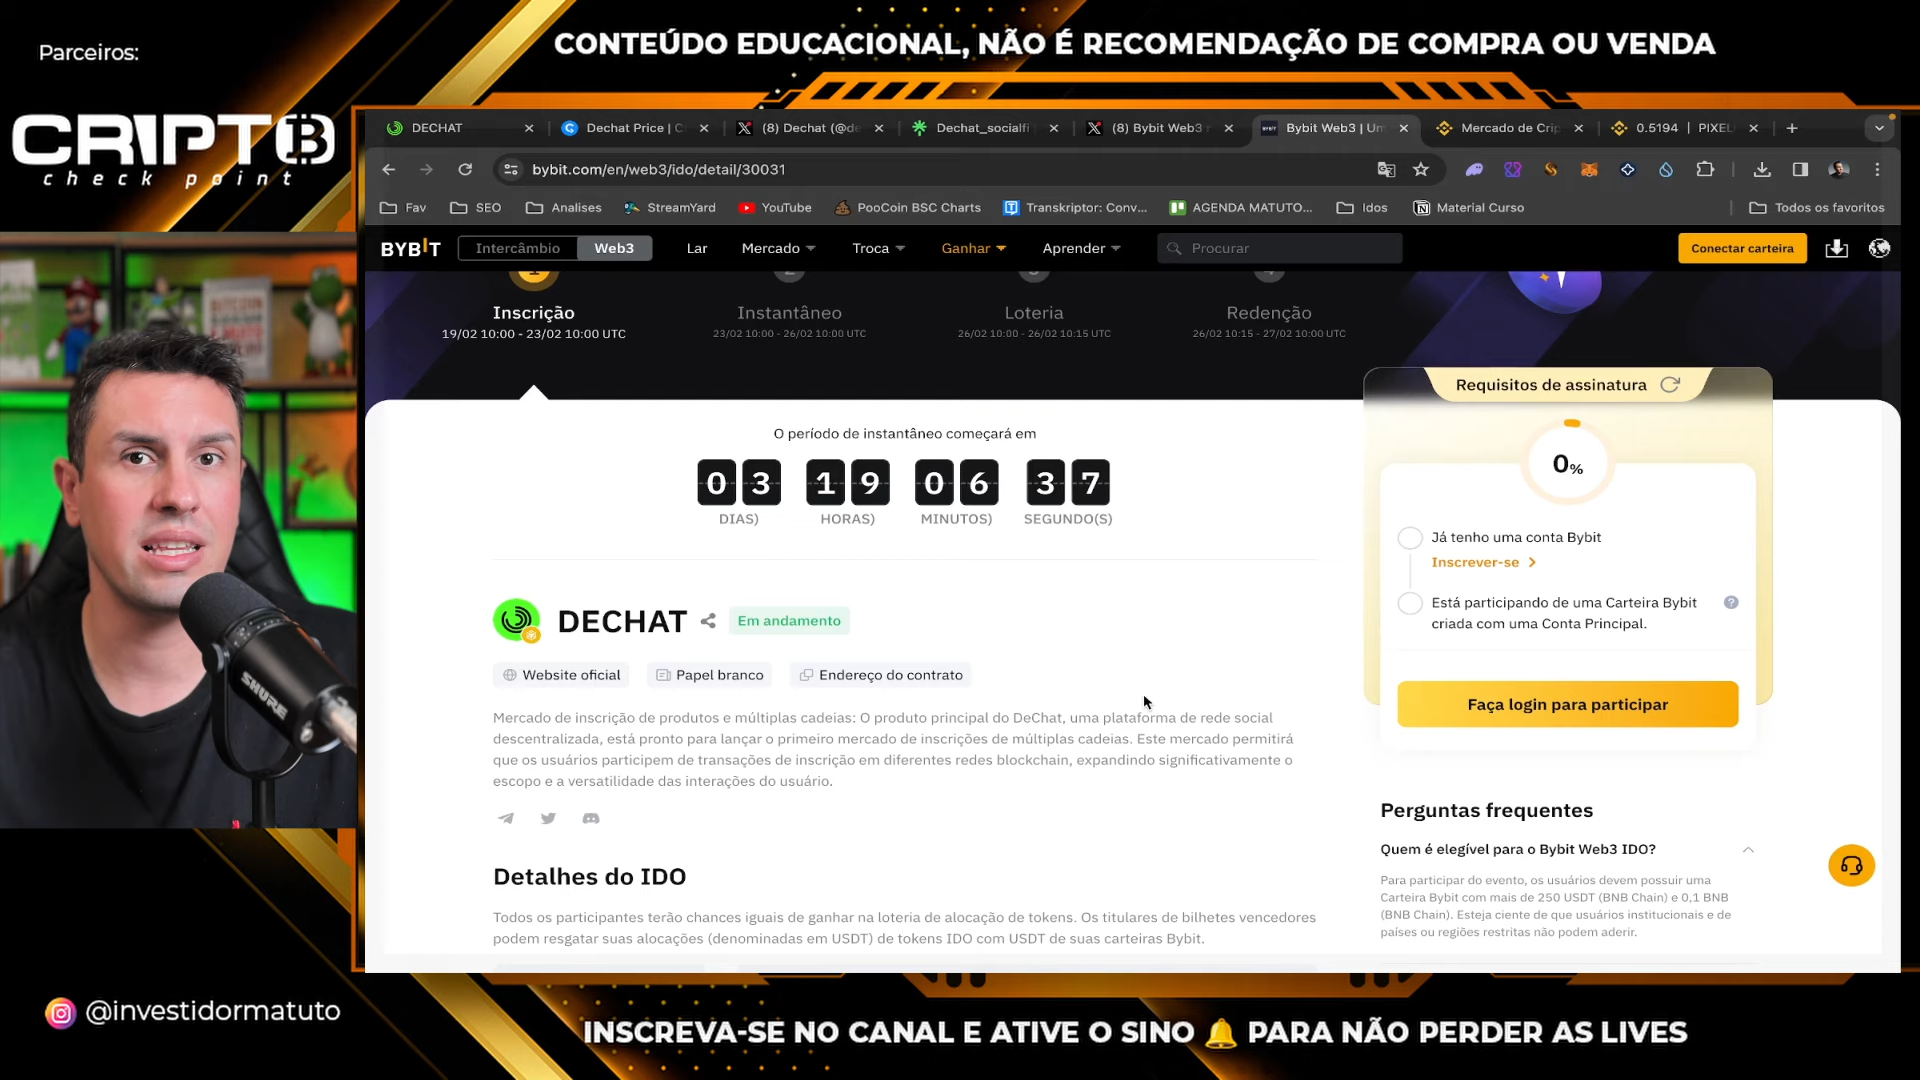 Parceiros:
CRIPTO
check point
CONTEÚDO EDUCACIONAL, NÃO É RECOMENDAÇÃO DE COMPRA OU VENDA
DECHAT
Dechat Price | C
(8) Dechat (@de
Dechat_socialfi
(8) Bybit Web3
Bybit Web3 | Um
Mercado de Crip
0.5194 | PIXEL
bybit.com/en/web3/ido/detail/30031
Fav
SEO
Analises
StreamYard
YouTube
PooCoin BSC Charts
Transkriptor: Conv...
AGENDA MATUTO...
Idos
Material Curso
Todos os favoritos
BYBIT
Intercâmbio
Web3
Lar
Mercado
Troca
Ganhar
Aprender
Procurar
Conectar carteira
1
2
3
4
Inscrição
Instantâneo
Loteria
Redenção
19/02 10:00 - 23/02 10:00 UTC
23/02 10:00 - 26/02 10:00 UTC
26/02 10:00 - 26/02 10:15 UTC
26/02 10:15 - 27/02 10:00 UTC
O período de instantâneo começará em
03 19 06 37
DIAS)
HORAS)
MINUTOS)
SEGUNDO(S)
DECHAT
Em andamento
Website oficial
Papel branco
Endereço do contrato
Mercado de inscrição de produtos e múltiplas cadeias: O produto principal do DeChat, uma plataforma de rede social
descentralizada, está pronto para lançar o primeiro mercado de inscrições de múltiplas cadeias. Este mercado permitirá
que os usuários participem de transações de inscrição em diferentes redes blockchain, expandindo significativamente o
escopo e a versatilidade das interações do usuário.
Detalhes do IDO
Todos os participantes terão chances iguais de ganhar na loteria de alocação de tokens. Os titulares de bilhetes vencedores
podem resgatar suas alocações (denominadas em USDT) de tokens IDO com USDT de suas carteiras Bybit.
Requisitos de assinatura
0%
Já tenho uma conta Bybit
Inscrever-se
Está participando de uma Carteira Bybit
criada com uma Conta Principal.
Faça login para participar
Perguntas frequentes
Quem é elegível para o Bybit Web3 IDO?
Para participar do evento, os usuários devem possuir uma
Carteira Bybit com mais de 250 USDT (BNB Chain) e 0,1 BNB
(BNB Chain). Esteja ciente de que usuários institucionais e de
países ou regiões restritas não podem aderir.
SHURE
@investidormatuto
INSCREVA-SE NO CANAL E ATIVE O SINO 🔔 PARA NÃO PERDER AS LIVES